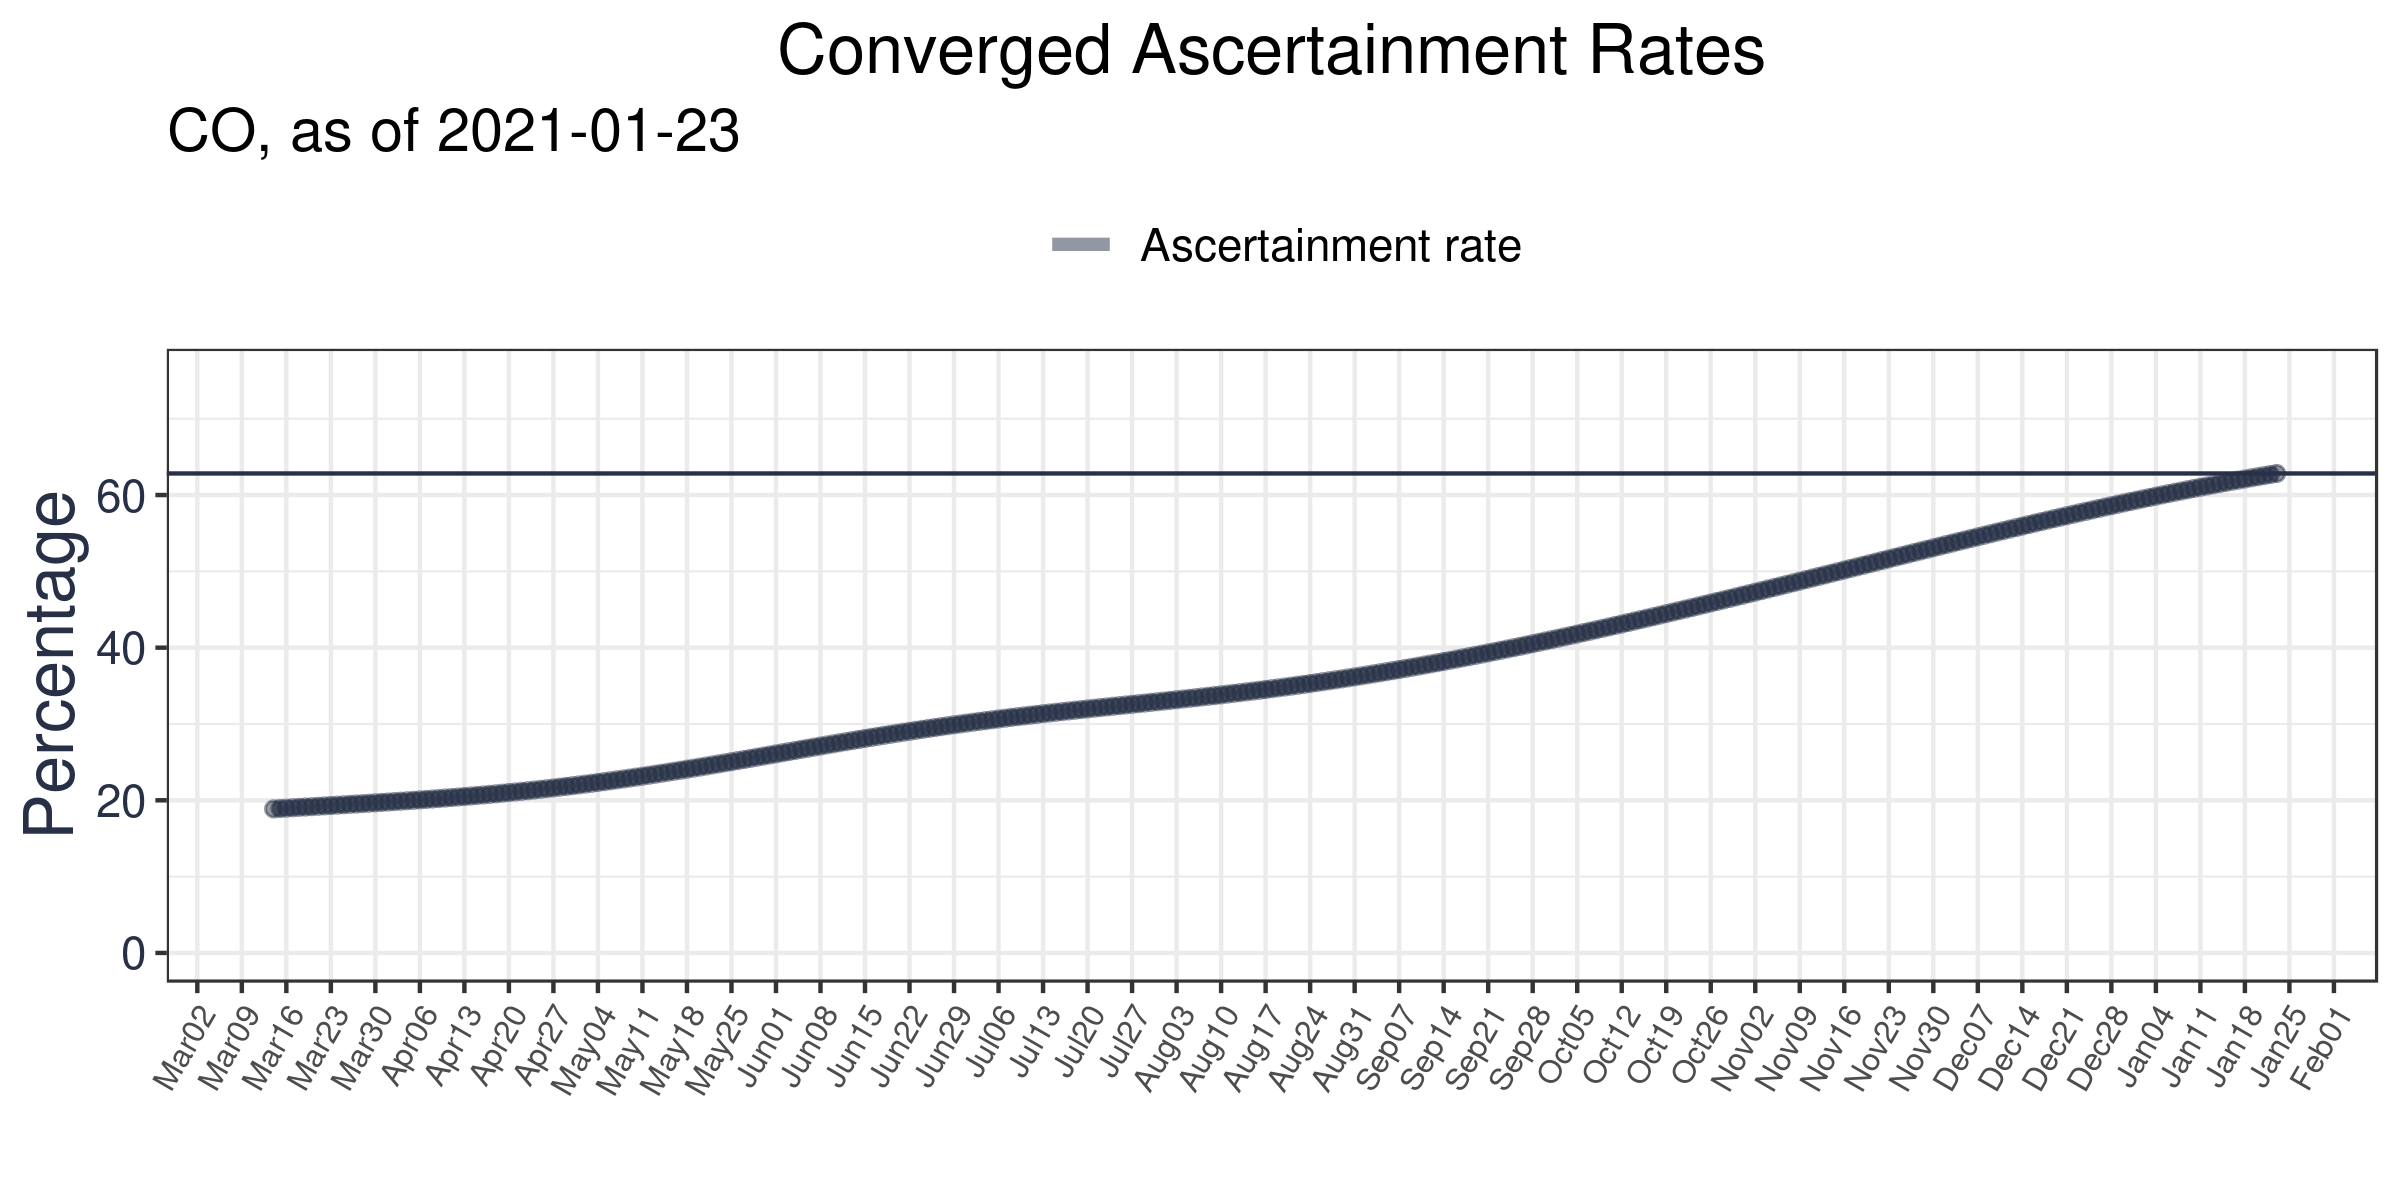 Converged Ascertainment Rates
CO, as of 2021-01-23
Ascertainment rate
Percentage
60
40
20
0
Mar02
Mar09
Mar16
Mar23
Mar30
Apr06
Apr13
Apr20
Apr27
May04
May11
May18
May25
Jun01
Jun08
Jun15
Jun22
Jun29
Jul06
Jul13
Jul20
Jul27
Aug03
Aug10
Aug17
Aug24
Aug31
Sep07
Sep14
Sep21
Sep28
Oct05
Oct12
Oct19
Oct26
Nov02
Nov09
Nov16
Nov23
Nov30
Dec07
Dec14
Dec21
Dec28
Jan04
Jan11
Jan18
Jan25
Feb01